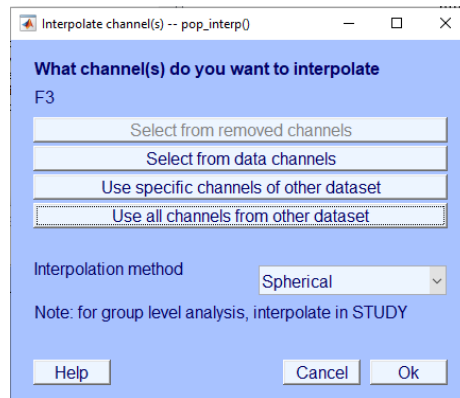 Interpolate channel(s) -- pop_interp()
What channel(s) do you want to interpolate
F3
Select from removed channels
Select from data channels
Use specific channels of other dataset
Use all channels from other dataset
Interpolation method
Spherical
Note: for group level analysis, interpolate in STUDY
Help
Cancel
Ok